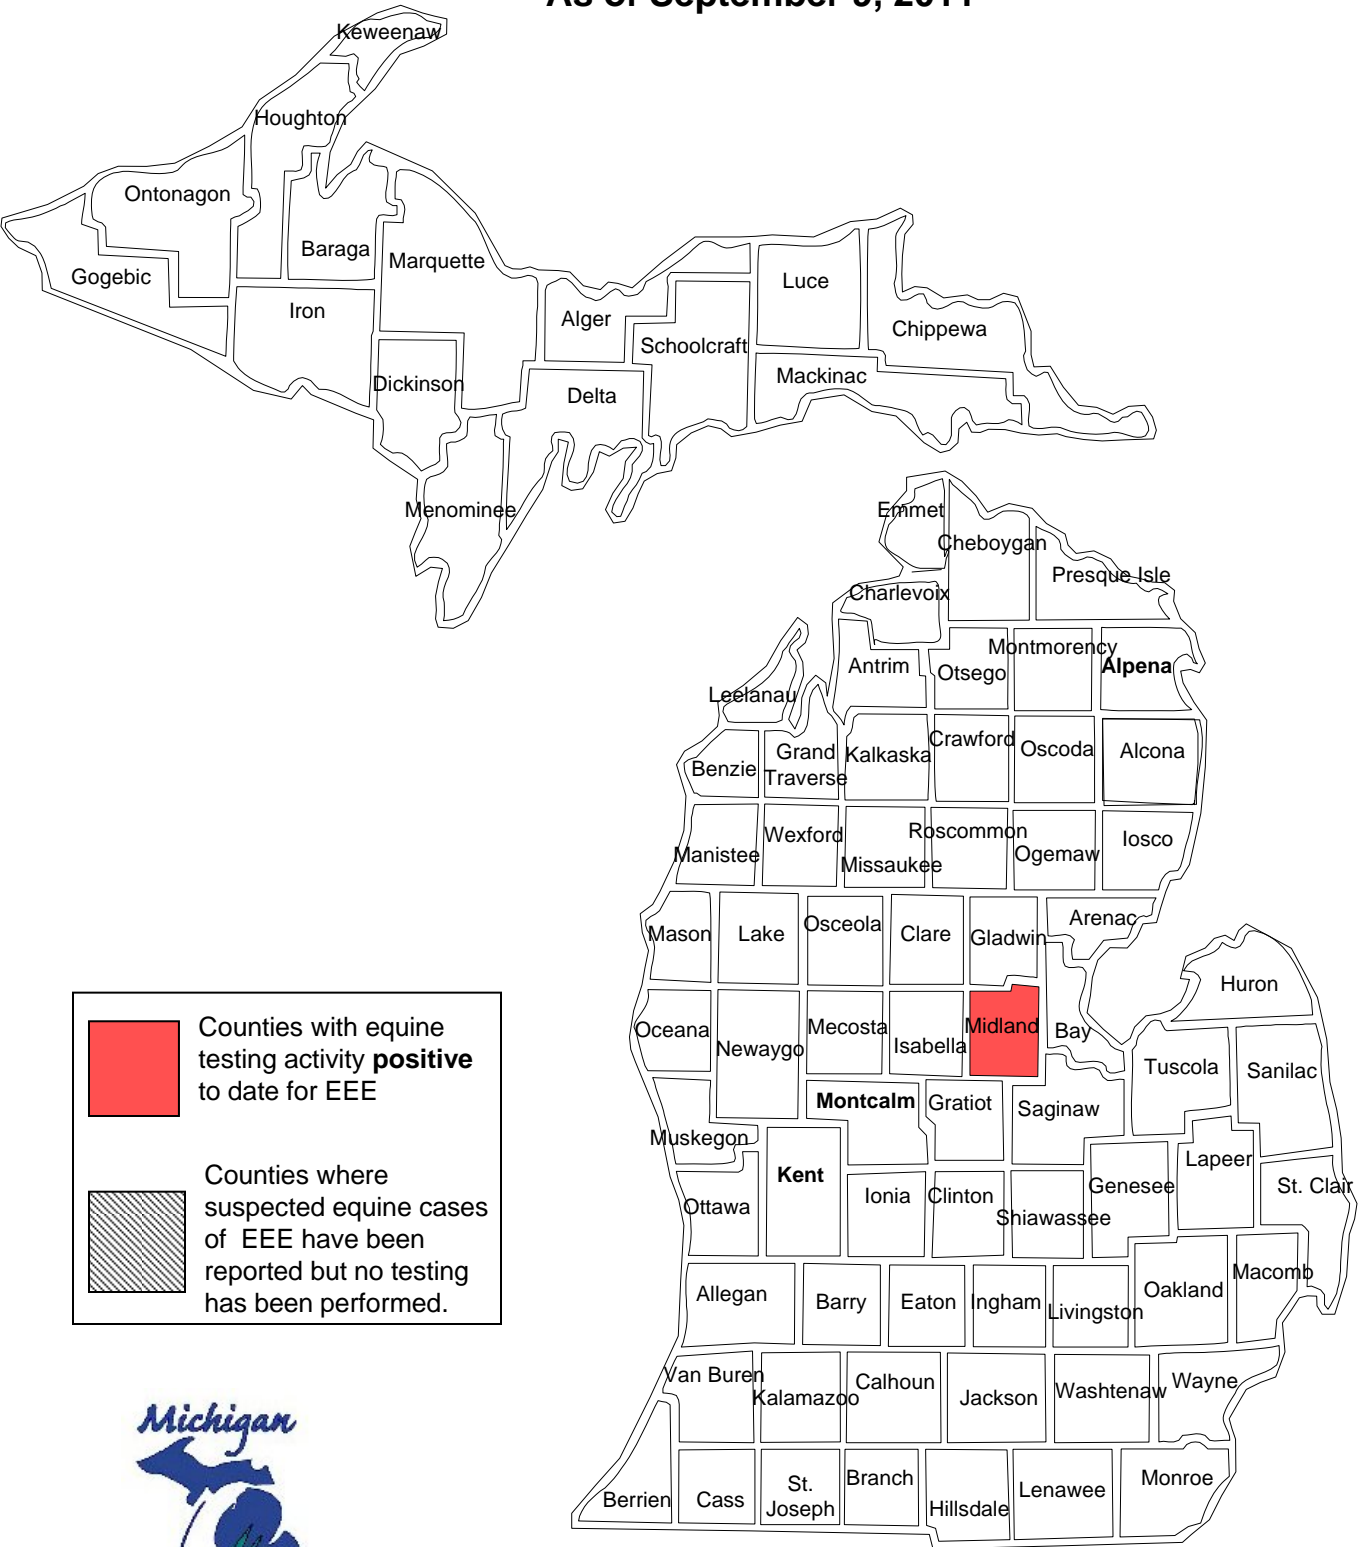 As of September 6, 2011
Keweenaw
Houghton
Ontonagon
Baraga
Marquette
Gogebic
Iron
Luce
Alger
Chippewa
Schoolcraft
Mackinac
Dickinson
Delta
Menominee
Emmet
Cheboygan
Presque Isle
Charlevoix
Montmorency
Antrim
Otsego
Alpena
Leelanau
Grand
Traverse
Kalkaska
Crawford
Oscoda
Alcona
Benzie
Wexford
Roscommon
Iosco
Manistee
Missaukee
Ogemaw
Mason
Lake
Osceola
Clare
Gladwin
Arenac
Huron
Oceana
Newaygo
Mecosta
Isabella
Midland
Bay
Tuscola
Sanilac
Montcalm
Gratiot
Saginaw
Muskegon
Kent
Lapeer
Ottawa
Ionia
Clinton
Shiawassee
Genesee
St. Clair
Allegan
Barry
Eaton
Ingham
Livingston
Oakland
Macomb
Van Buren
Kalamazoo
Calhoun
Jackson
Washtenaw
Wayne
Berrien
Cass
St.
Joseph
Branch
Hillsdale
Lenawee
Monroe
Counties with equine
testing activity positive
to date for EEE
Counties where
suspected equine cases
of EEE have been
reported but no testing
has been performed.
Michigan